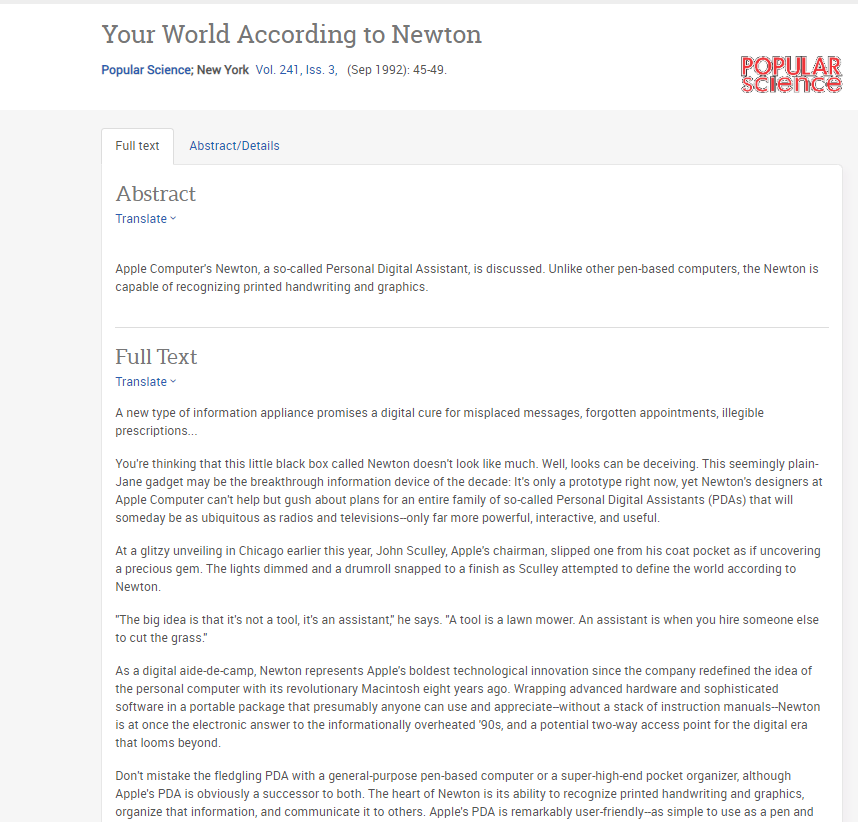 Your World According to Newton
Popular Science; New York  Vol. 241, Iss. 3,  (Sep 1992): 45-49.
POPULAR
science
Full text
Abstract/Details
Abstract
Translate
Apple Computer's Newton, a so-called Personal Digital Assistant, is discussed. Unlike other pen-based computers, the Newton is
capable of recognizing printed handwriting and graphics.
Full Text
Translate
A new type of information appliance promises a digital cure for misplaced messages, forgotten appointments, illegible
prescriptions...
You're thinking that this little black box called Newton doesn't look like much. Well, looks can be deceiving. This seemingly plain-
Jane gadget may be the breakthrough information device of the decade: It's only a prototype right now, yet Newton's designers at
Apple Computer can't help but gush about plans for an entire family of so-called Personal Digital Assistants (PDAs) that will
someday be as ubiquitous as radios and televisions--only far more powerful, interactive, and useful.
At a glitzy unveiling in Chicago earlier this year, John Sculley, Apple's chairman, slipped one from his coat pocket as if uncovering
a precious gem. The lights dimmed and a drumroll snapped to a finish as Sculley attempted to define the world according to
Newton.
"The big idea is that it's not a tool, it's an assistant," he says. "A tool is a lawn mower. An assistant is when you hire someone else
to cut the grass."
As a digital aide-de-camp, Newton represents Apple's boldest technological innovation since the company redefined the idea of
the personal computer with its revolutionary Macintosh eight years ago. Wrapping advanced hardware and sophisticated
software in a portable package that presumably anyone can use and appreciate--without a stack of instruction manuals--Newton
is at once the electronic answer to the informationally overheated '90s, and a potential two-way access point for the digital era
that looms beyond.
Don't mistake the fledgling PDA with a general-purpose pen-based computer or a super-high-end pocket organizer, although
Apple's PDA is obviously a successor to both. The heart of Newton is its ability to recognize printed handwriting and graphics,
organize that information, and communicate it to others. Apple's PDA is remarkably user-friendly--as simple to use as a pen and